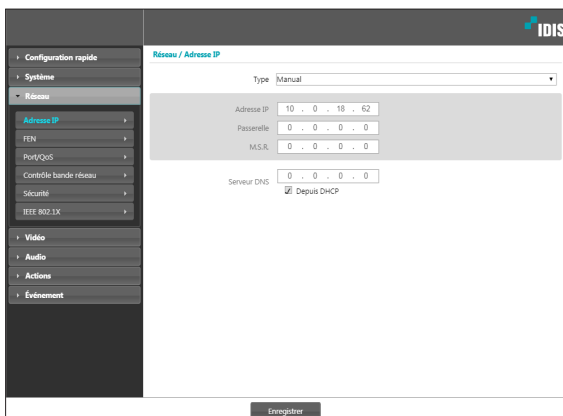 IDIS
Configuration rapide
Système
Réseau
Adresse IP
FEN
Port/QoS
Contrôle bande réseau
Sécurité
IEEE 802.1X
Vidéo
Audio
Actions
Événement
Réseau / Adresse IP
Type Manual
Adresse IP 10 . 0 . 18 . 62
Passerelle 0 . 0 . 0 . 0
M.S.R. 0 . 0 . 0 . 0
Serveur DNS 0 . 0 . 0 . 0
Depuis DHCP
Enregistrer